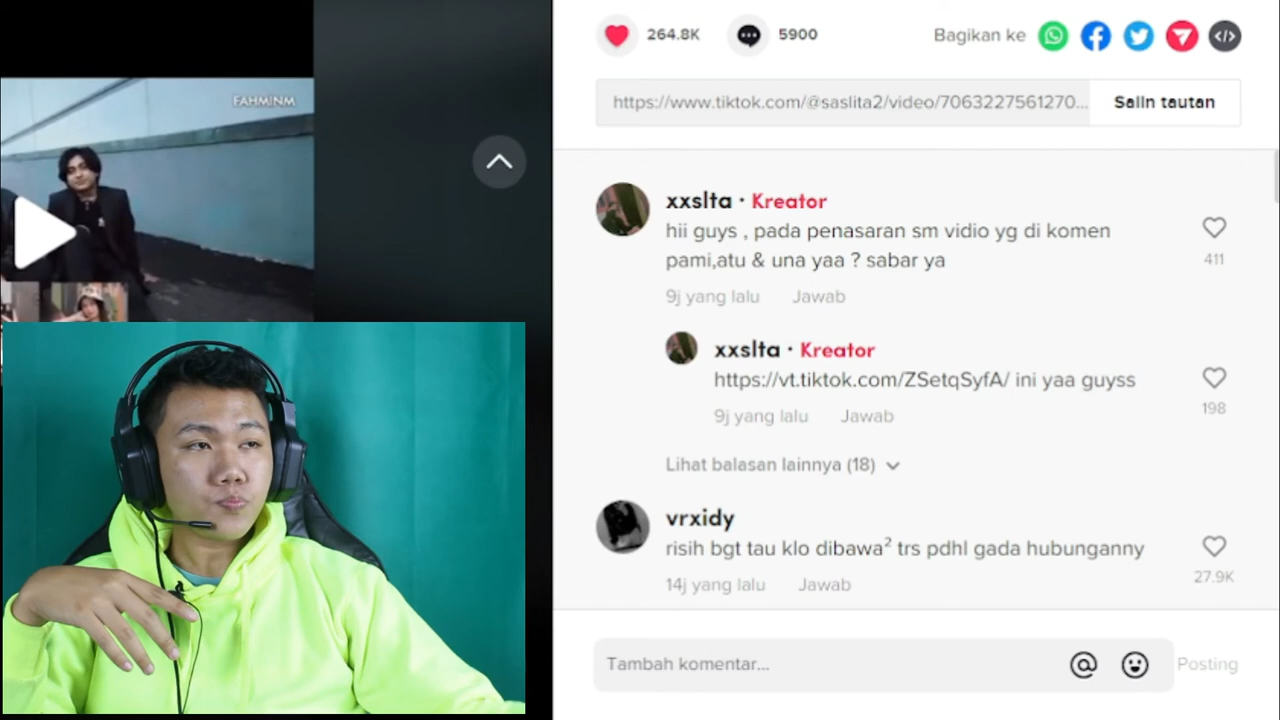 FAHMINM
264.8K
5900
Bagikan ke
https://www.tiktok.com/@saslita2/video/7063227561270...
Salin tautan
xxslta · Kreator
hii guys , pada penasaran sm vidio yg di komen
pami,atu & una yaa ? sabar ya
411
9j yang lalu Jawab
xxslta · Kreator
https://vt.tiktok.com/ZSetqSyfA/ ini yaa guyss
198
9j yang lalu Jawab
Lihat balasan lainnya (18)
vrxidy
risih bgt tau klo dibawa² trs pdhl gada hubunganny
27.9K
14j yang lalu Jawab
Tambah komentar...
Posting